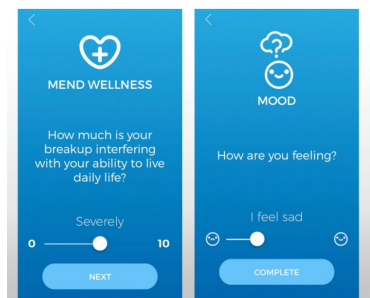 MEND WELLNESS
How much is your
breakup interfering
with your ability to live
daily life?
Severely
0 10
NEXT
?
MOOD
How are you feeling?
I feel sad
COMPLETE